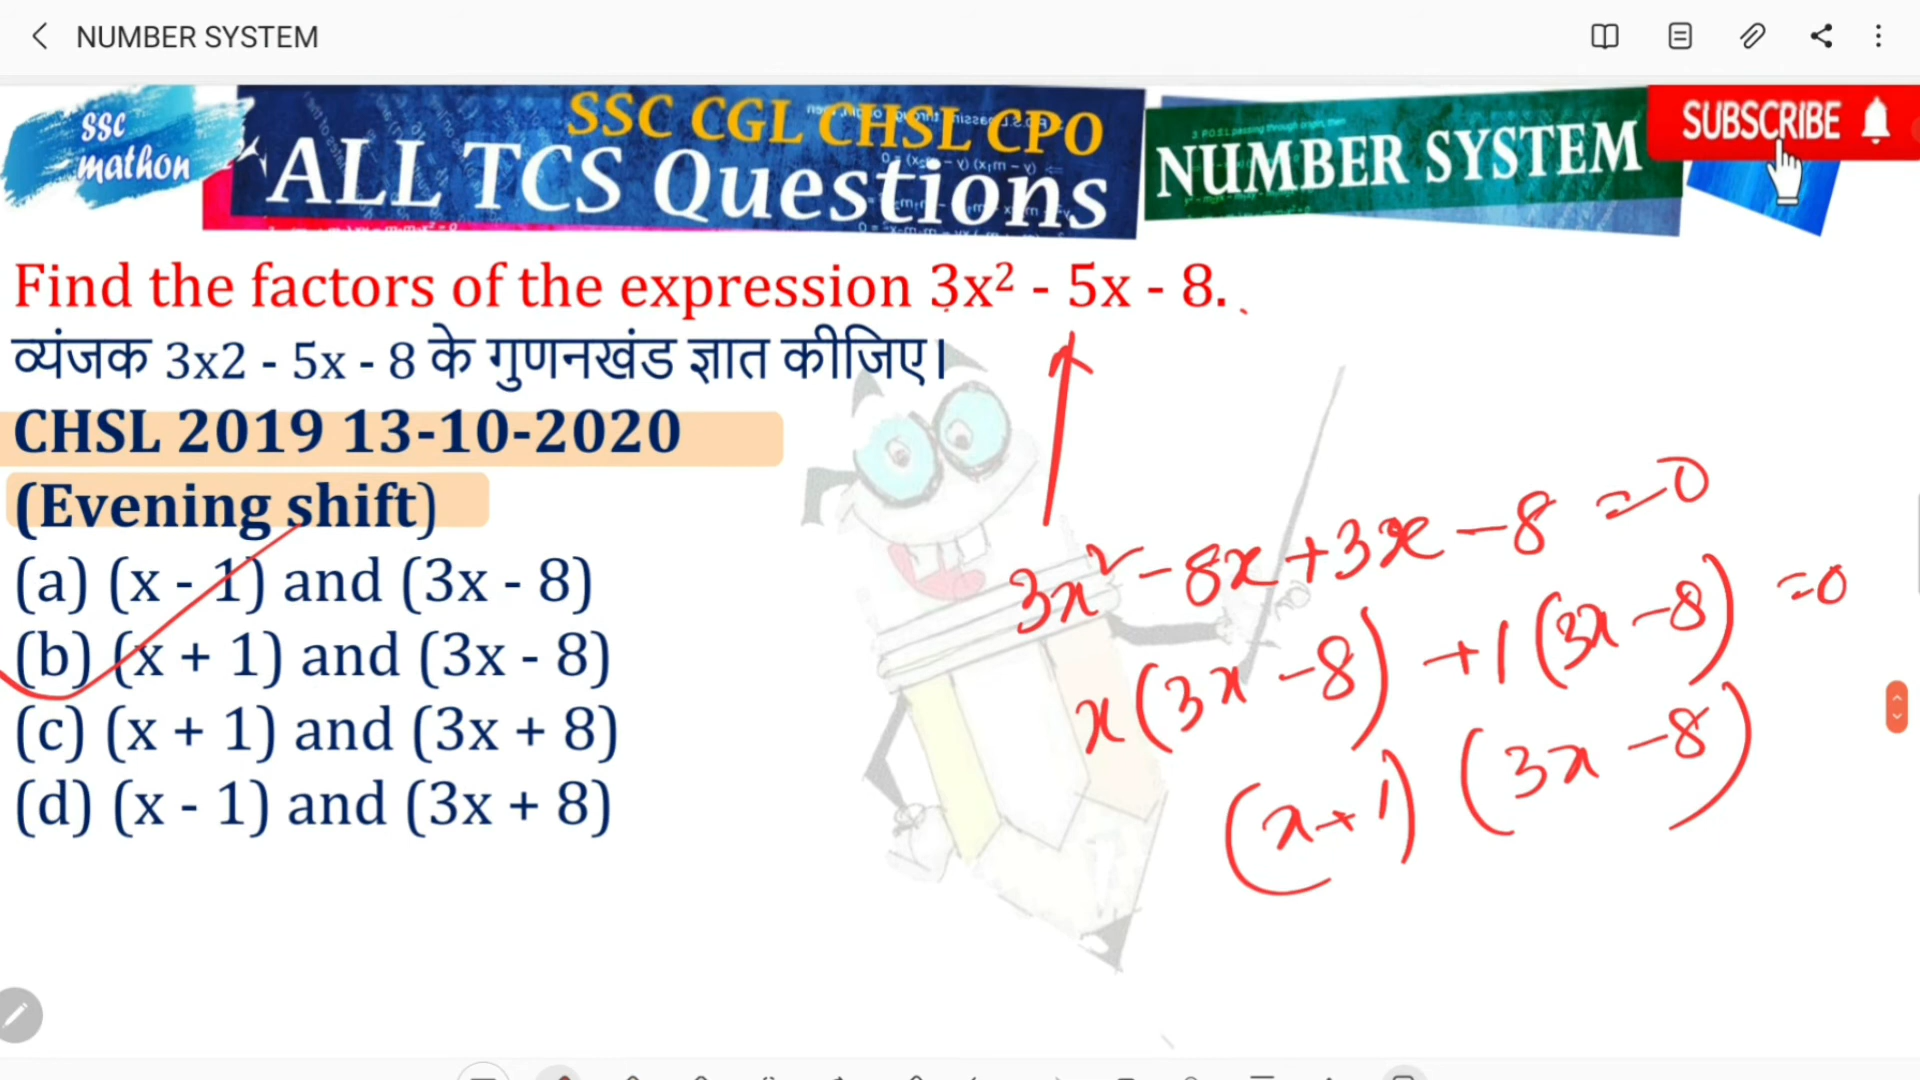 NUMBER SYSTEM
SSC mathon
SSC CGL CHSL CPO
ALL TCS Questions
NUMBER SYSTEM
SUBSCRIBE
Find the factors of the expression 3x² - 5x - 8.
व्यंजक 3x2 - 5x - 8 के गुणनखंड ज्ञात कीजिए।
CHSL 2019 13-10-2020
(Evening shift)
(a) (x - 1) and (3x - 8)
(b) (x + 1) and (3x - 8)
(c) (x + 1) and (3x + 8)
(d) (x - 1) and (3x + 8)
3x² - 8x + 3x - 8 = 0
x(3x - 8) + 1(3x - 8) = 0
(x + 1) (3x - 8)